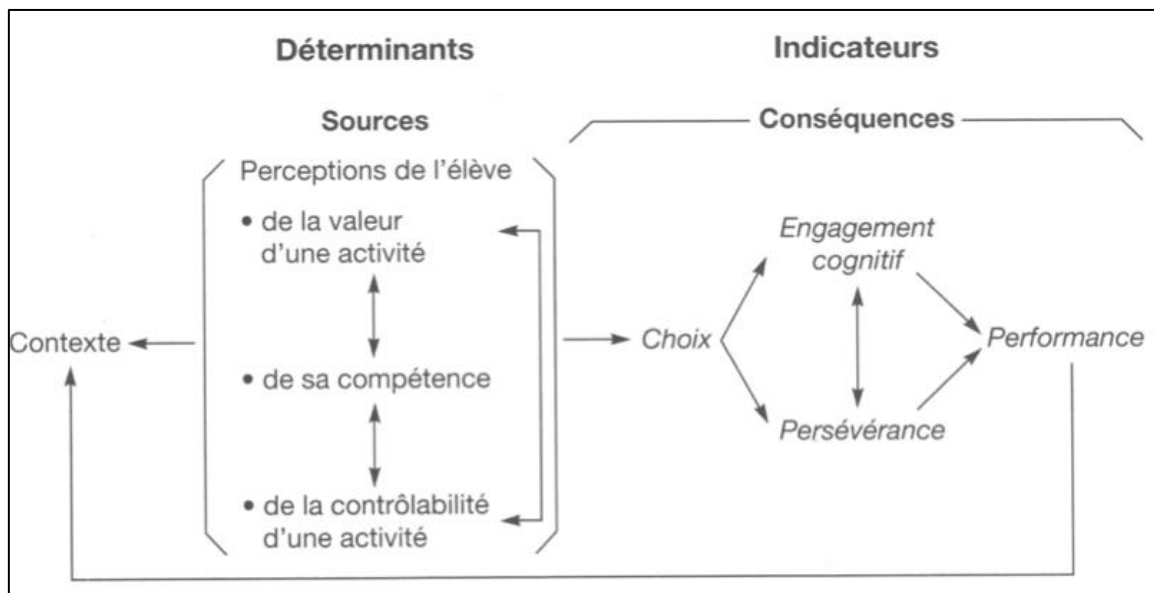 Déterminants
Indicateurs
Sources
Conséquences
Perceptions de l'élève
• de la valeur
d'une activité
• de sa compétence
• de la contrôlabilité
d'une activité
Contexte
Choix
Engagement
cognitif
Persévérance
Performance